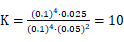 K = (0.1)⁴·0.025 / (0.1)⁴·(0.05)² = 10